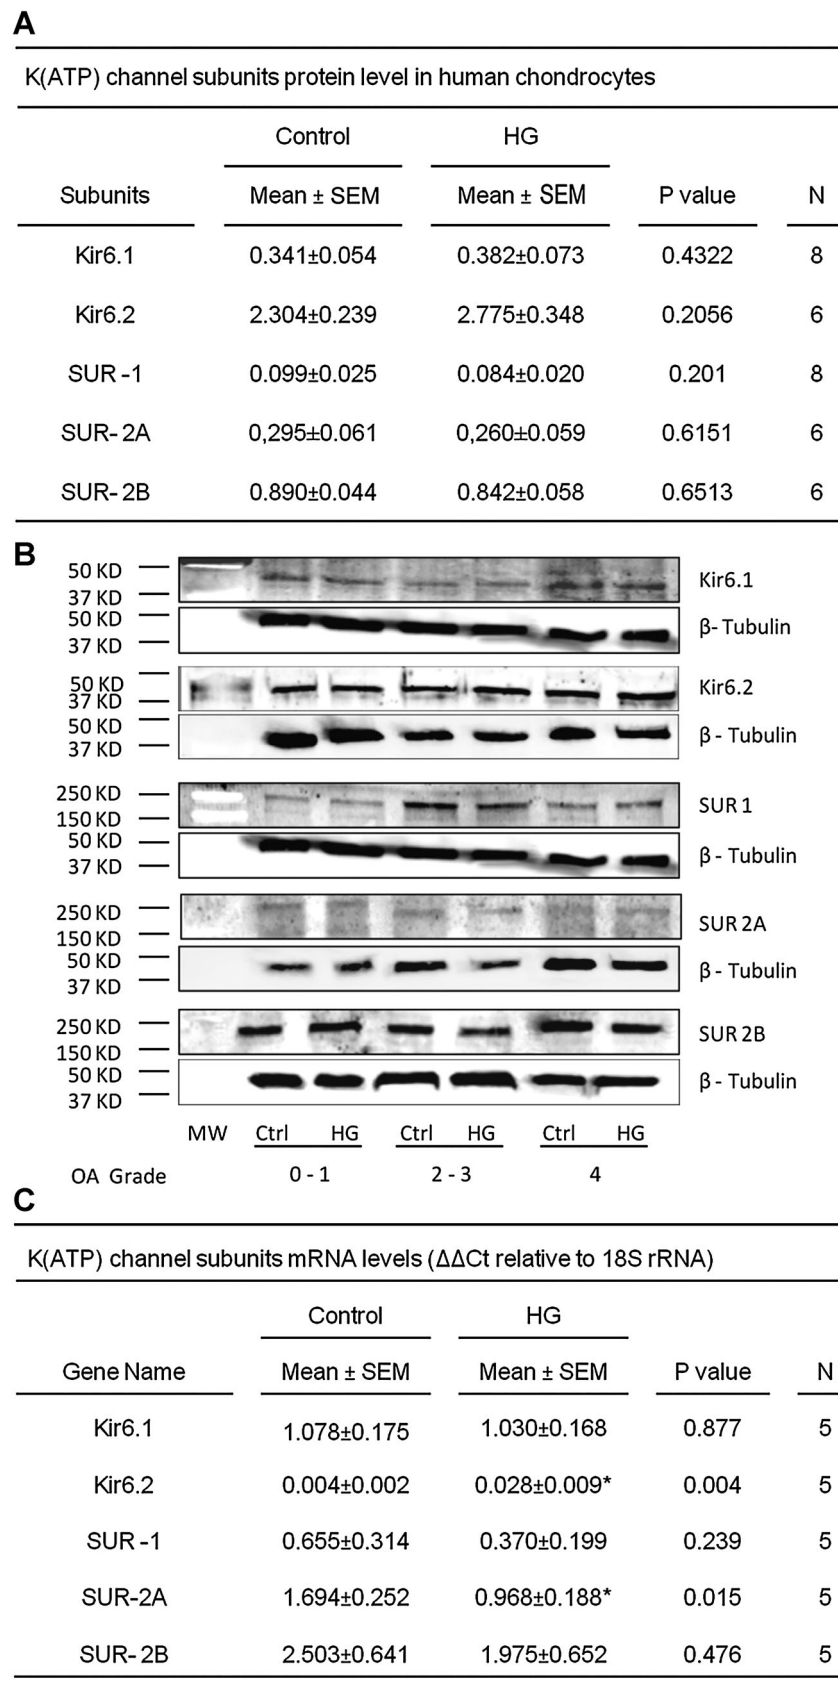 A
K(ATP) channel subunits protein level in human chondrocytes
Control HG
Subunits Mean ± SEM Mean ± SEM P value N
Kir6.1 0.341±0.054 0.382±0.073 0.4322 8
Kir6.2 2.304±0.239 2.775±0.348 0.2056 6
SUR -1 0.099±0.025 0.084±0.020 0.201 8
SUR- 2A 0,295±0.061 0,260±0.059 0.6151 6
SUR- 2B 0.890±0.044 0.842±0.058 0.6513 6
B
50 KD
37 KD
Kir6.1
50 KD
37 KD
β- Tubulin
50 KD
37 KD
Kir6.2
50 KD
37 KD
β - Tubulin
250 KD
150 KD
SUR 1
50 KD
37 KD
β - Tubulin
250 KD
150 KD
SUR 2A
50 KD
37 KD
β - Tubulin
250 KD
150 KD
SUR 2B
50 KD
37 KD
β - Tubulin
MW Ctrl HG Ctrl HG Ctrl HG
OA Grade 0 - 1 2 - 3 4
C
K(ATP) channel subunits mRNA levels (ΔΔCt relative to 18S rRNA)
Control HG
Gene Name Mean ± SEM Mean ± SEM P value N
Kir6.1 1.078±0.175 1.030±0.168 0.877 5
Kir6.2 0.004±0.002 0.028±0.009* 0.004 5
SUR -1 0.655±0.314 0.370±0.199 0.239 5
SUR-2A 1.694±0.252 0.968±0.188* 0.015 5
SUR- 2B 2.503±0.641 1.975±0.652 0.476 5